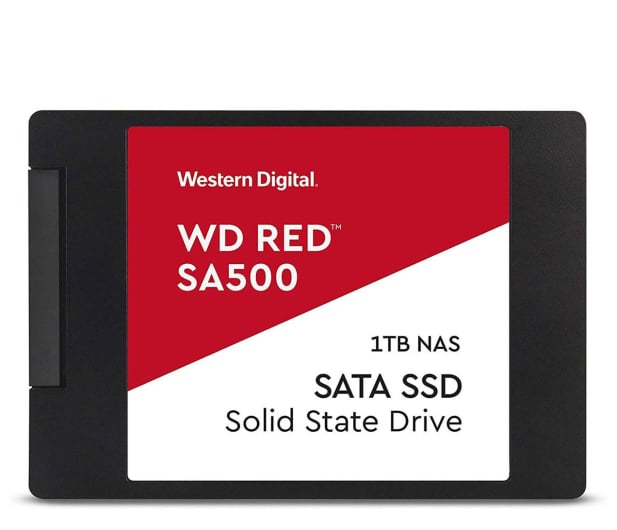 Western Digital.
WD RED™
SA500
1TB NAS
SATA SSD
Solid State Drive